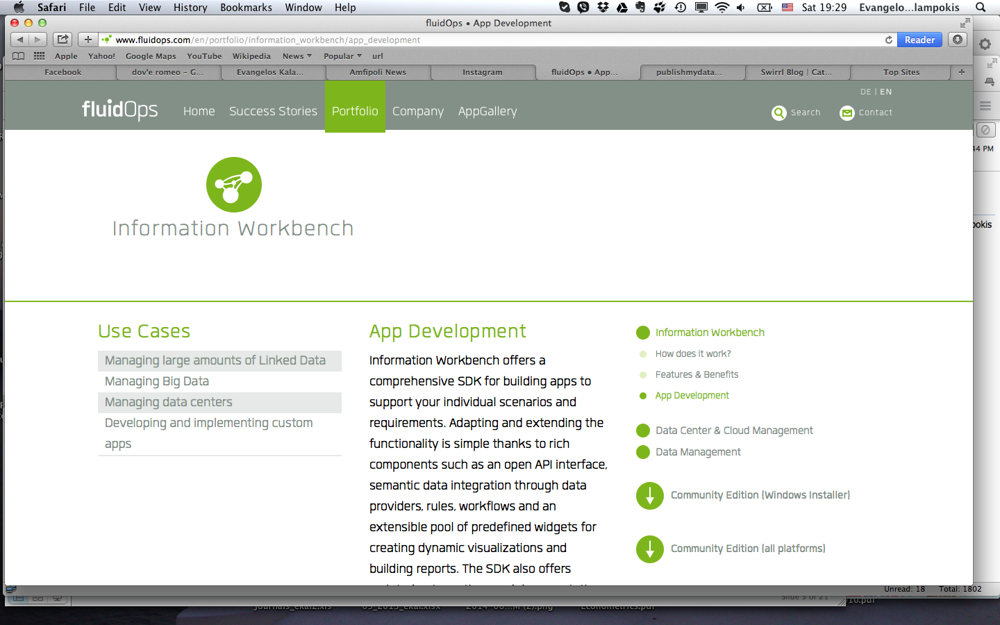 Safari File Edit View History Bookmarks Window Help Sat 19:29 Evangelo...lampokis
fluidOps • App Development
www.fluidops.com/en/portfolio/information_workbench/app_development Reader
Apple Yahoo! Google Maps YouTube Wikipedia News Popular url
Facebook dov'e romeo - G... Evangelos Kala... Amfipoli News Instagram fluidOps • App... publishmydata... Swirrl Blog | Cat... Top Sites
DE | EN
fluidOps Home Success Stories Portfolio Company AppGallery Search Contact
44 PM
Information Workbench
pokis
Use Cases
Managing large amounts of Linked Data
Managing Big Data
Managing data centers
Developing and implementing custom
apps
App Development
Information Workbench offers a
comprehensive SDK for building apps to
support your individual scenarios and
requirements. Adapting and extending the
functionality is simple thanks to rich
components such as an open API interface,
semantic data integration through data
providers, rules, workflows and an
extensible pool of predefined widgets for
creating dynamic visualizations and
building reports. The SDK also offers
Information Workbench
How does it work?
Features & Benefits
App Development
Data Center & Cloud Management
Data Management
Community Edition (Windows Installer)
Community Edition (all platforms)
Unread: 18 Total: 1802
Slide 5 of 21
10.pdf